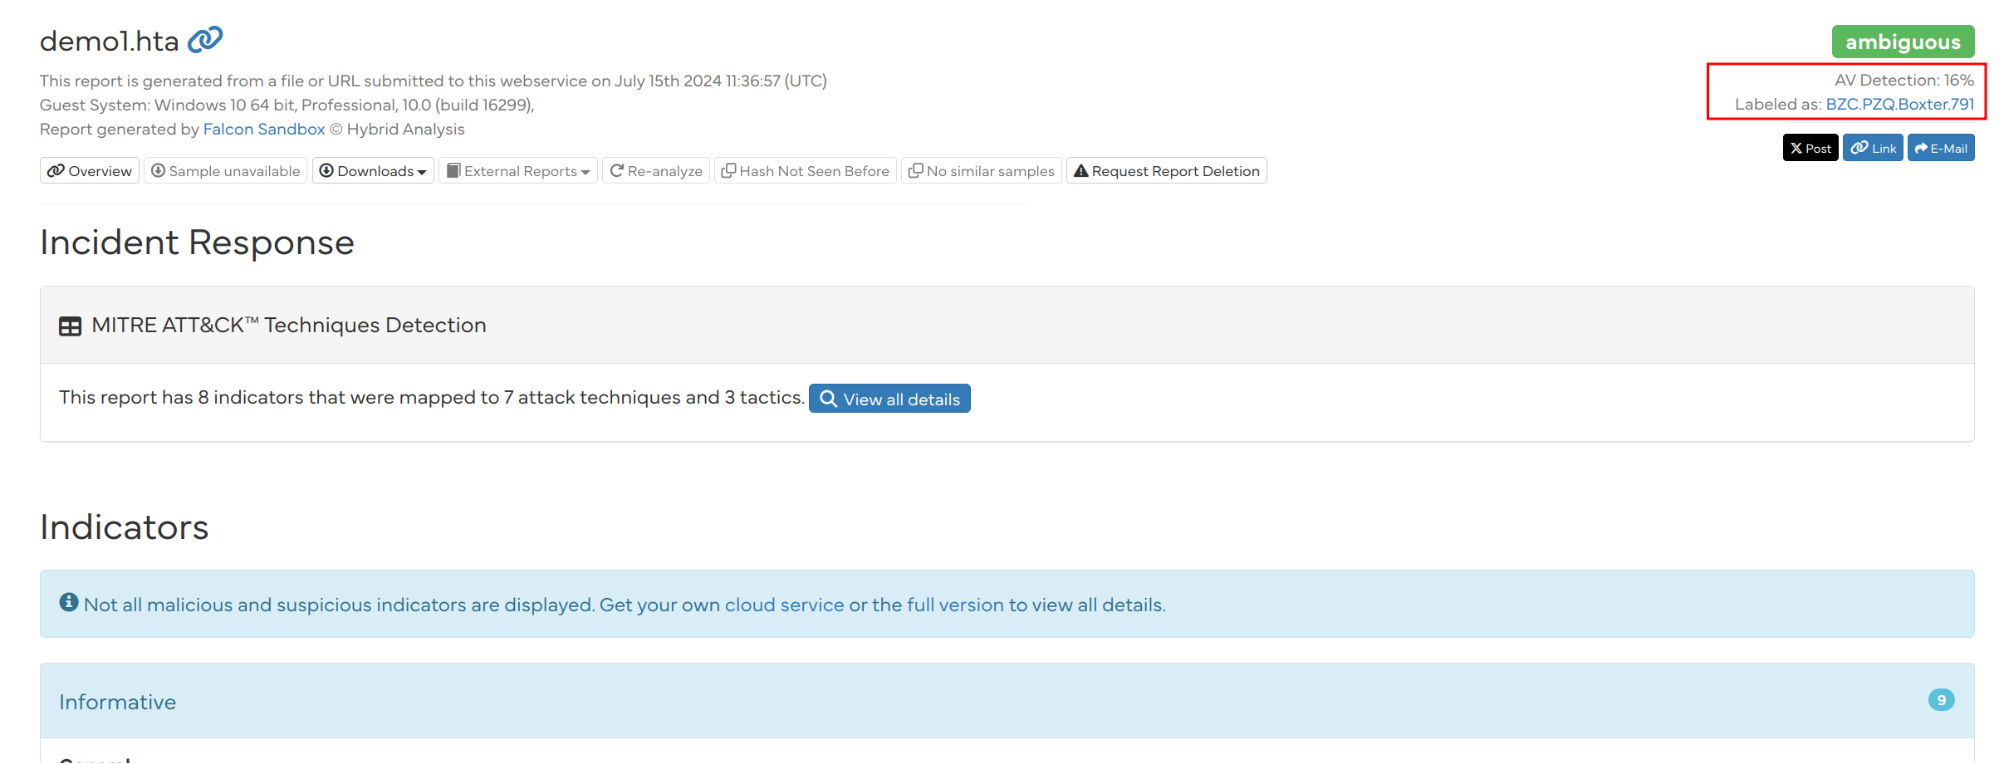 demo1.hta
ambiguous
This report is generated from a file or URL submitted to this webservice on July 15th 2024 11:36:57 (UTC)
AV Detection: 16%
Guest System: Windows 10 64 bit, Professional, 10.0 (build 16299),
Labeled as: BZC.PZQ.Boxter.791
Report generated by Falcon Sandbox © Hybrid Analysis
X Post Link E-Mail
Overview Sample unavailable Downloads External Reports Re-analyze Hash Not Seen Before No similar samples Request Report Deletion
Incident Response
MITRE ATT&CK™ Techniques Detection
This report has 8 indicators that were mapped to 7 attack techniques and 3 tactics. View all details
Indicators
Not all malicious and suspicious indicators are displayed. Get your own cloud service or the full version to view all details.
Informative 9